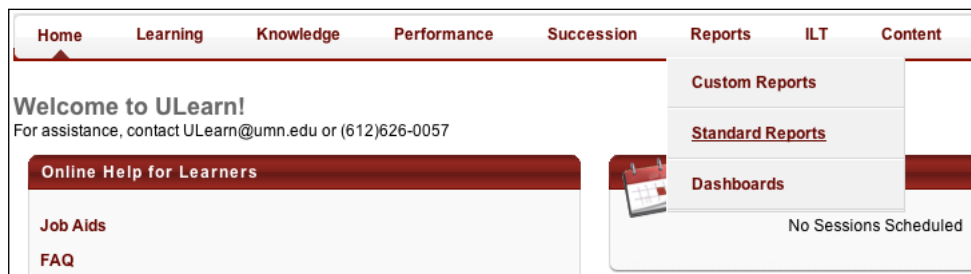 Home Learning Knowledge Performance Succession Reports ILT Content
Custom Reports
Standard Reports
Dashboards
Welcome to ULearn!
For assistance, contact ULearn@umn.edu or (612)626-0057
Online Help for Learners
Job Aids
FAQ
No Sessions Scheduled